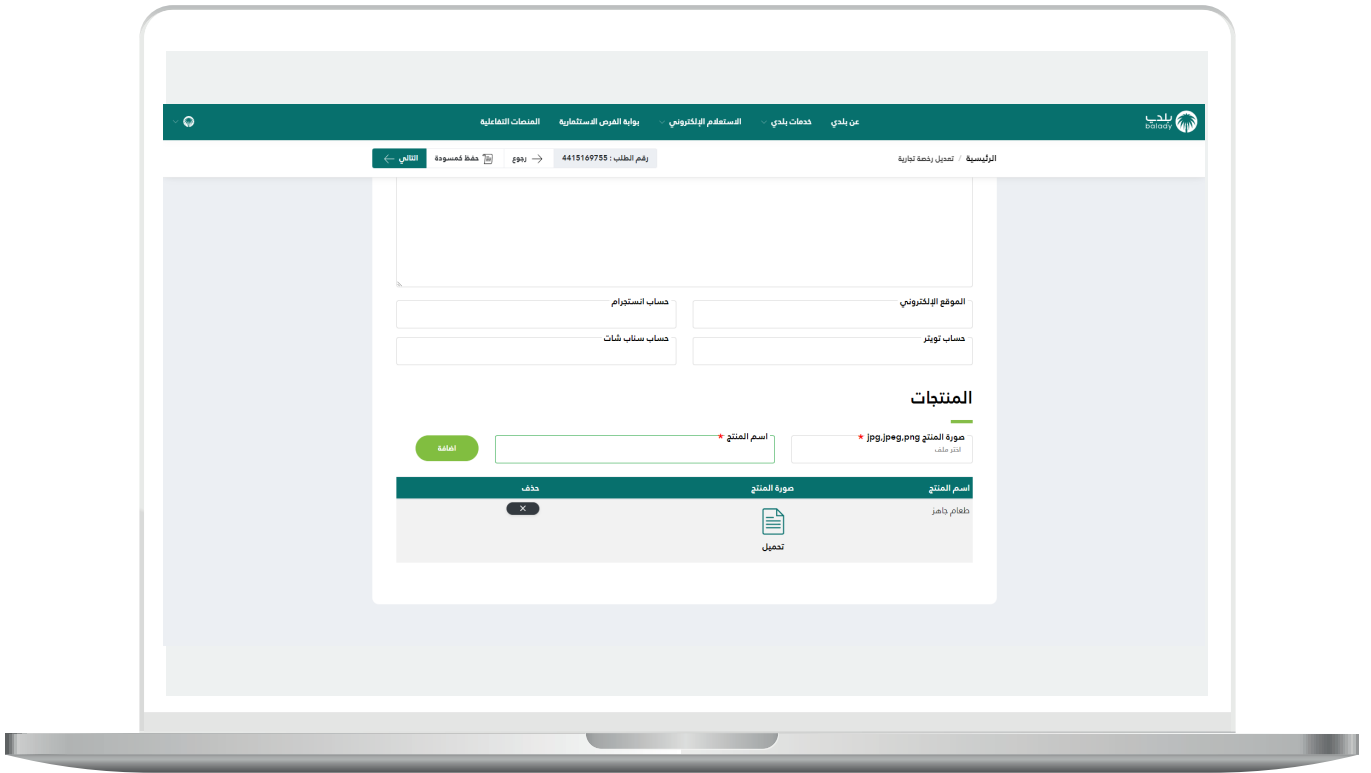 بلدي
balady
عن بلدي
خدمات بلدي
الاستعلام الإلكتروني
بوابة الفرص الاستثمارية
المنصات التفاعلية
الرئيسية / تعديل رخصة تجارية
رقم الطلب : 4415169755
رجوع
حفظ كمسودة
التالي
الموقع الإلكتروني
حساب انستجرام
حساب تويتر
حساب سناب شات
المنتجات
صورة المنتج jpg,jpeg,png *
اختر ملف
اسم المنتج *
اضافة
اسم المنتج
صورة المنتج
حذف
طعام جاهز
تحميل